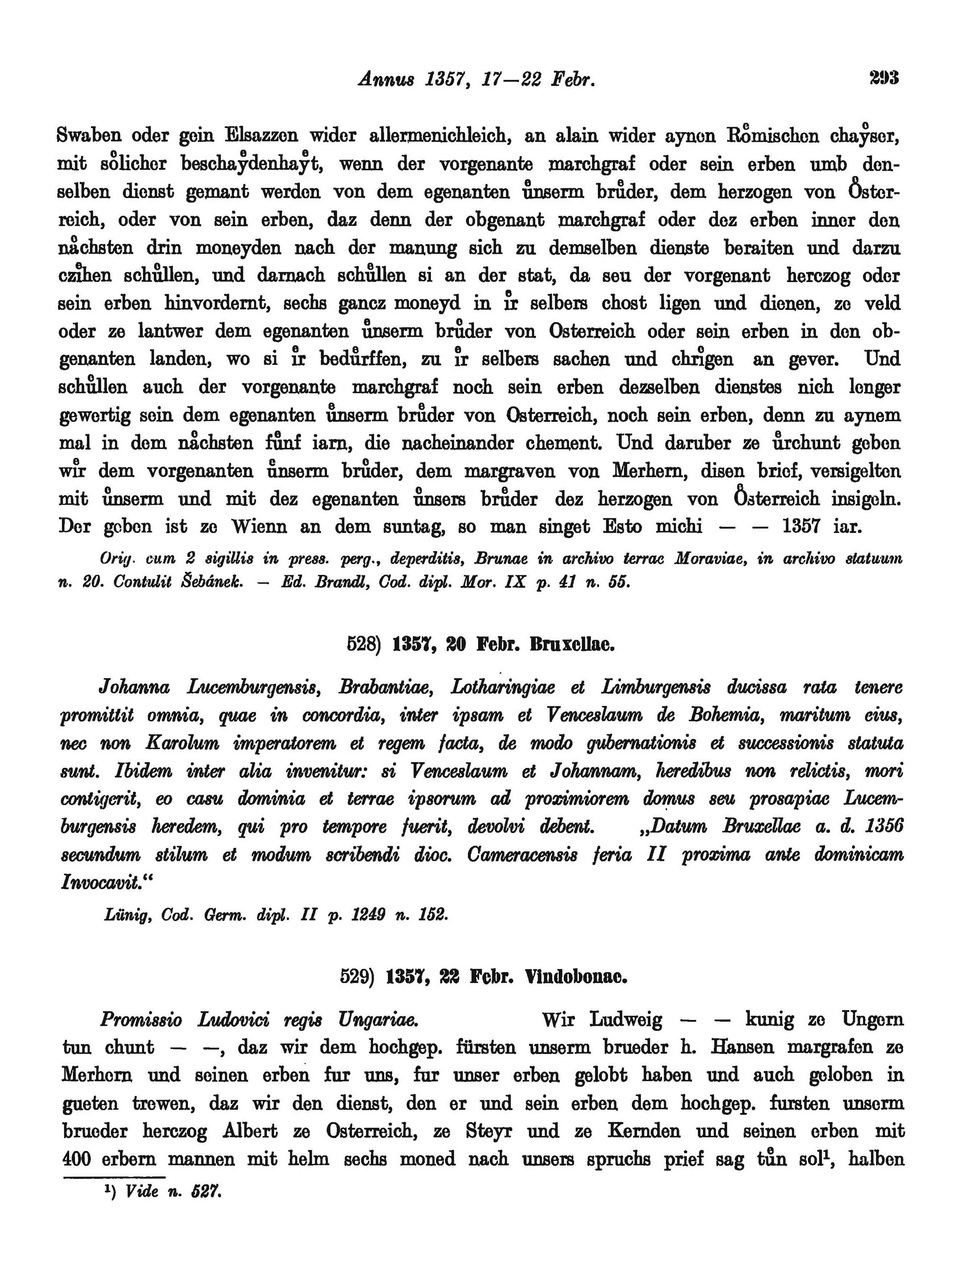 Annus 1357, 17—22 Febr. 293
Swaben oder gein Elsazzen wider allermenichleich, an alain wider aynen Roͤmischen chayͤser,
mit soͤlicher beschayͤdenhayͤt, wenn der vorgenante marchgraf oder sein erben umb den-
selben dienst gemant werden von dem egenanten uͤnserm bruͤder, dem herzogen von Oͤster-
reich, oder von sein erben, daz denn der obgenant marchgraf oder dez erben inner den
naͤchsten drin moneyden nach der manung sich zu demselben dienste beraiten und darzu
cziͤhen schuͤllen, und darnach schuͤllen si an der stat, da seu der vorgenant herczog oder
sein erben hinvordernt, sechs gancz moneyd in iͤr selbers chost ligen und dienen, ze veld
oder ze lantwer dem egenanten uͤnserm bruͤder von Osterreich oder sein erben in den ob-
genanten landen, wo si iͤr beduͤrffen, zu iͤr selbers sachen und chriͤgen an gever. Und
schuͤllen auch der vorgenante marchgraf noch sein erben dezselben dienstes nich lenger
gewertig sein dem egenanten uͤnserm bruͤder von Osterreich, noch sein erben, denn zu aynem
mal in dem naͤchsten fuͤnf iarn, die nacheinander chement. Und daruber ze uͤrchunt geben
wiͤr dem vorgenanten uͤnserm bruͤder, dem margraven von Merhern, disen brief, versigelten
mit uͤnserm und mit dez egenanten uͤnsers bruͤder dez herzogen von Oͤsterreich insigeln.
Der geben ist ze Wienn an dem suntag, so man singet Esto michi — — 1357 iar.
Orig. cum 2 sigillis in press. perg., deperditis, Brunae in archivo terrae Moraviae, in archivo statuum
n. 20. Contulit Šebánek. — Ed. Brandl, Cod. dipl. Mor. IX p. 41 n. 55.
528) 1357, 20 Febr. Bruxellae.
Johanna Lucemburgensis, Brabantiae, Lotharingiae et Limburgensis ducissa rata tenere
promittit omnia, quae in concordia, inter ipsam et Venceslaum de Bohemia, maritum eius,
nec non Karolum imperatorem et regem facta, de modo gubernationis et successionis statuta
sunt. Ibidem inter alia invenitur: si Venceslaum et Johannam, heredibus non relictis, mori
contigerit, eo casu dominia et terrae ipsorum ad proximiorem domus seu prosapiae Lucem-
burgensis heredem, qui pro tempore fuerit, devolvi debent. „Datum Bruxellae a. d. 1356
secundum stilum et modum scribendi dioc. Cameracensis feria II proxima ante dominicam
Invocavit.“
Lünig, Cod. Germ. dipl. II p. 1249 n. 152.
529) 1357, 22 Febr. Vindobonae.
Promissio Ludovici regis Ungariae. Wir Ludweig — — kunig ze Ungern
tun chunt — —, daz wir dem hochgep. fürsten unserm brueder h. Hansen margrafen ze
Merhern und seinen erben fur uns, fur unser erben gelobt haben und auch geloben in
gueten trewen, daz wir den dienst, den er und sein erben dem hochgep. fursten unserm
brueder herczog Albert ze Osterreich, ze Steyr und ze Kernden und seinen erben mit
400 erbern mannen mit helm sechs moned nach unsers spruchs prief sag tuͤn sol¹, halben
¹) Vide n. 527.